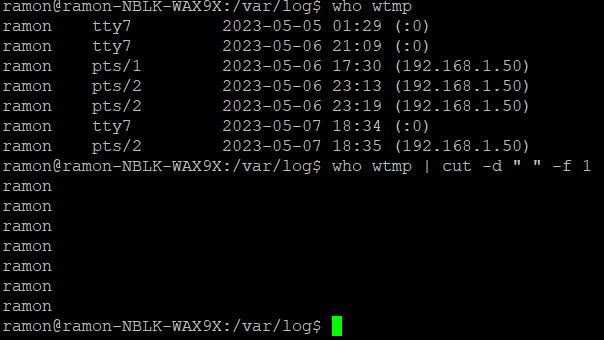 ramon@ramon-NBLK-WAX9X:/var/log$ who wtmp
ramon    tty7         2023-05-05 01:29 (:0)
ramon    tty7         2023-05-06 21:09 (:0)
ramon    pts/1        2023-05-06 17:30 (192.168.1.50)
ramon    pts/2        2023-05-06 23:13 (192.168.1.50)
ramon    pts/2        2023-05-06 23:19 (192.168.1.50)
ramon    tty7         2023-05-07 18:34 (:0)
ramon    pts/2        2023-05-07 18:35 (192.168.1.50)
ramon@ramon-NBLK-WAX9X:/var/log$ who wtmp | cut -d " " -f 1
ramon
ramon
ramon
ramon
ramon
ramon
ramon
ramon@ramon-NBLK-WAX9X:/var/log$